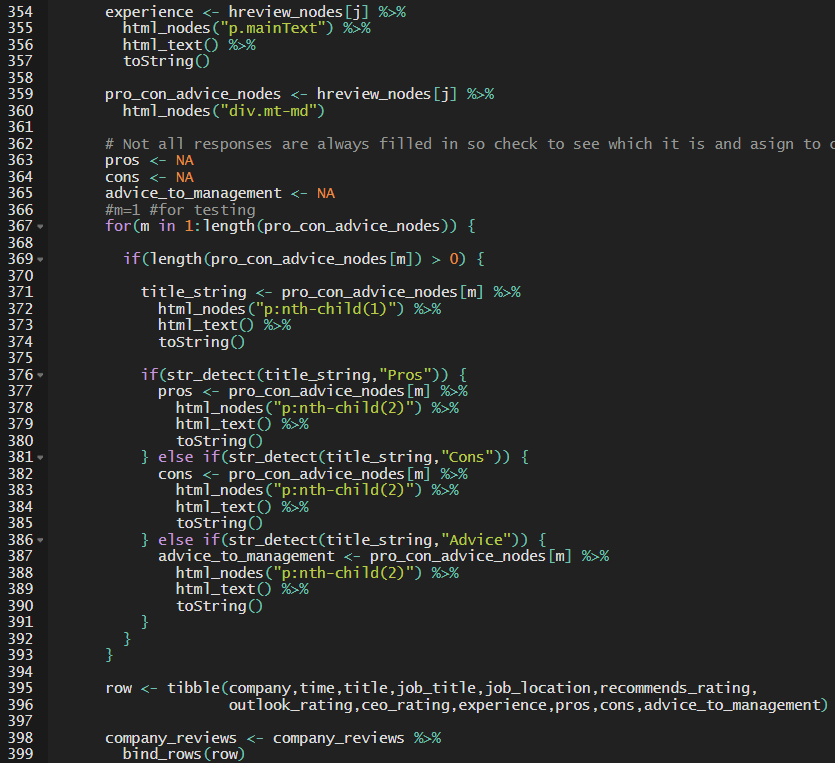 354 experience <- hreview_nodes[j] %>%
355 html_nodes("p.mainText") %>%
356 html_text() %>%
357 toString()
358
359 pro_con_advice_nodes <- hreview_nodes[j] %>%
360 html_nodes("div.mt-md")
361
362 # Not all responses are always filled in so check to see which it is and asign to
363 pros <- NA
364 cons <- NA
365 advice_to_management <- NA
366 #m=1 #for testing
367 for(m in 1:length(pro_con_advice_nodes)) {
368
369 if(length(pro_con_advice_nodes[m]) > 0) {
370
371 title_string <- pro_con_advice_nodes[m] %>%
372 html_nodes("p:nth-child(1)") %>%
373 html_text() %>%
374 toString()
375
376 if(str_detect(title_string,"Pros")) {
377 pros <- pro_con_advice_nodes[m] %>%
378 html_nodes("p:nth-child(2)") %>%
379 html_text() %>%
380 toString()
381 } else if(str_detect(title_string,"Cons")) {
382 cons <- pro_con_advice_nodes[m] %>%
383 html_nodes("p:nth-child(2)") %>%
384 html_text() %>%
385 toString()
386 } else if(str_detect(title_string,"Advice")) {
387 advice_to_management <- pro_con_advice_nodes[m] %>%
388 html_nodes("p:nth-child(2)") %>%
389 html_text() %>%
390 toString()
391 }
392 }
393 }
394
395 row <- tibble(company,time,title,job_title,job_location,recommends_rating,
396 outlook_rating,ceo_rating,experience,pros,cons,advice_to_management)
397
398 company_reviews <- company_reviews %>%
399 bind_rows(row)